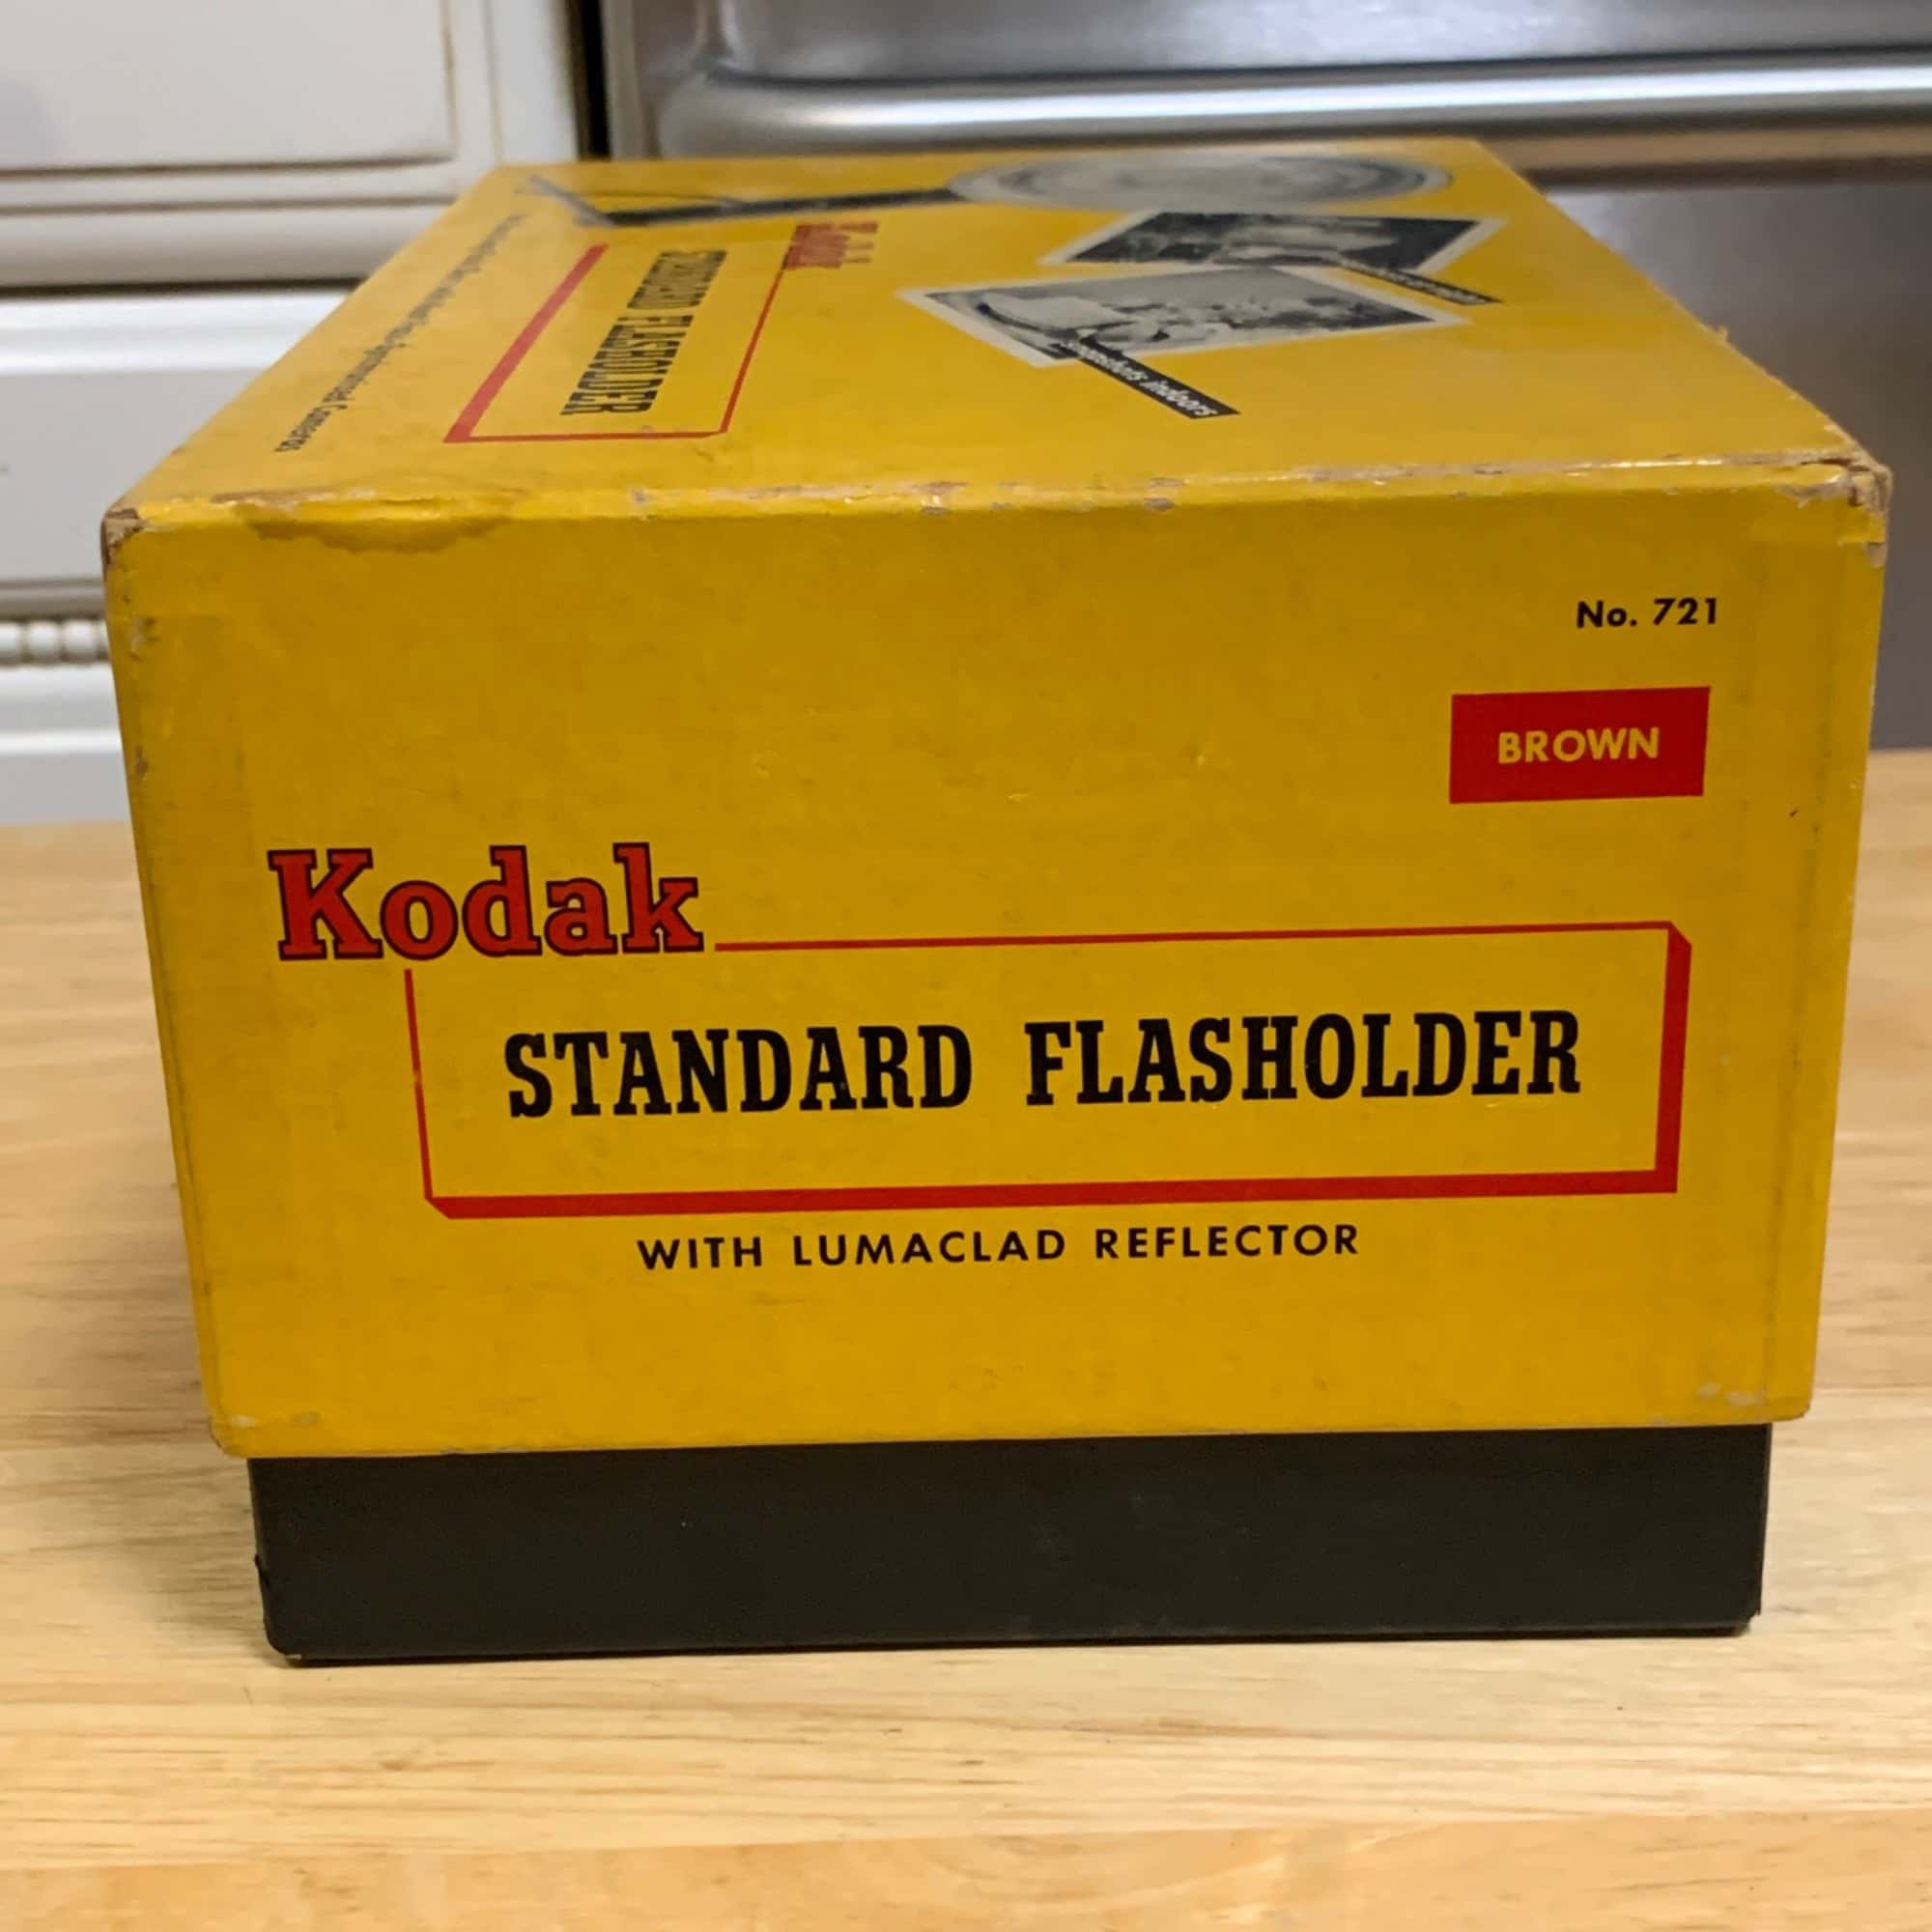 Kodak
STANDARD FLASHOLDER
snapshots indoors
No. 721
BROWN
Kodak
STANDARD FLASHOLDER
WITH LUMACLAD REFLECTOR